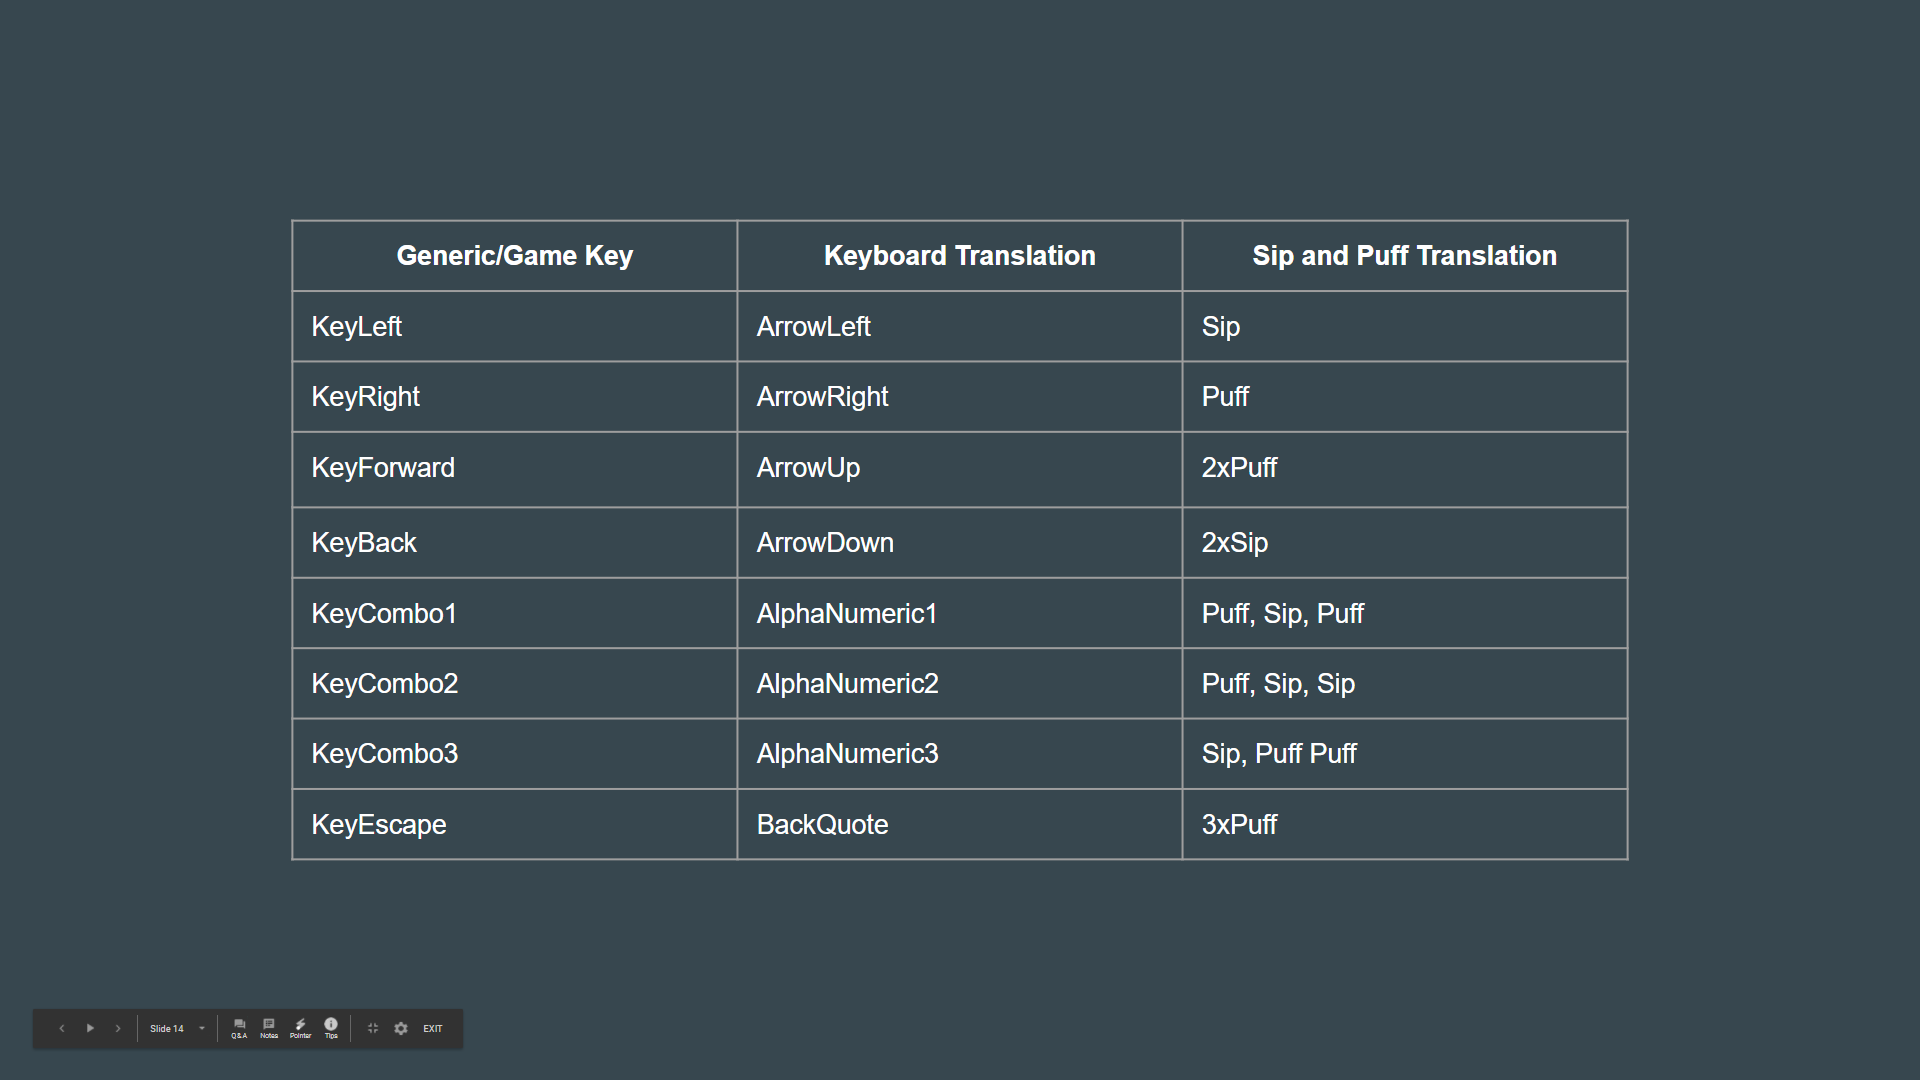 Generic/Game Key Keyboard Translation Sip and Puff Translation
KeyLeft ArrowLeft Sip
KeyRight ArrowRight Puff
KeyForward ArrowUp 2xPuff
KeyBack ArrowDown 2xSip
KeyCombo1 AlphaNumeric1 Puff, Sip, Puff
KeyCombo2 AlphaNumeric2 Puff, Sip, Sip
KeyCombo3 AlphaNumeric3 Sip, Puff Puff
KeyEscape BackQuote 3xPuff
Slide 14 Q&A Notes Pointer Tips EXIT